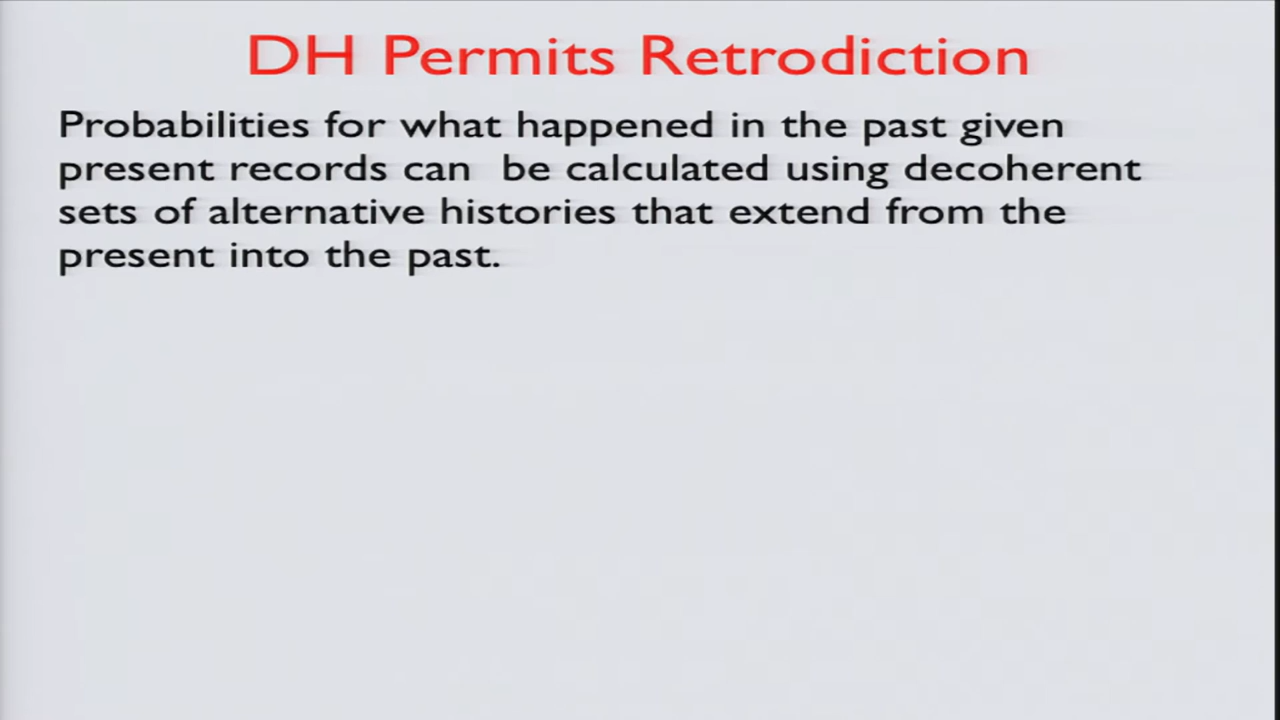 DH Permits Retrodiction
Probabilities for what happened in the past given
present records can be calculated using decoherent
sets of alternative histories that extend from the
present into the past.